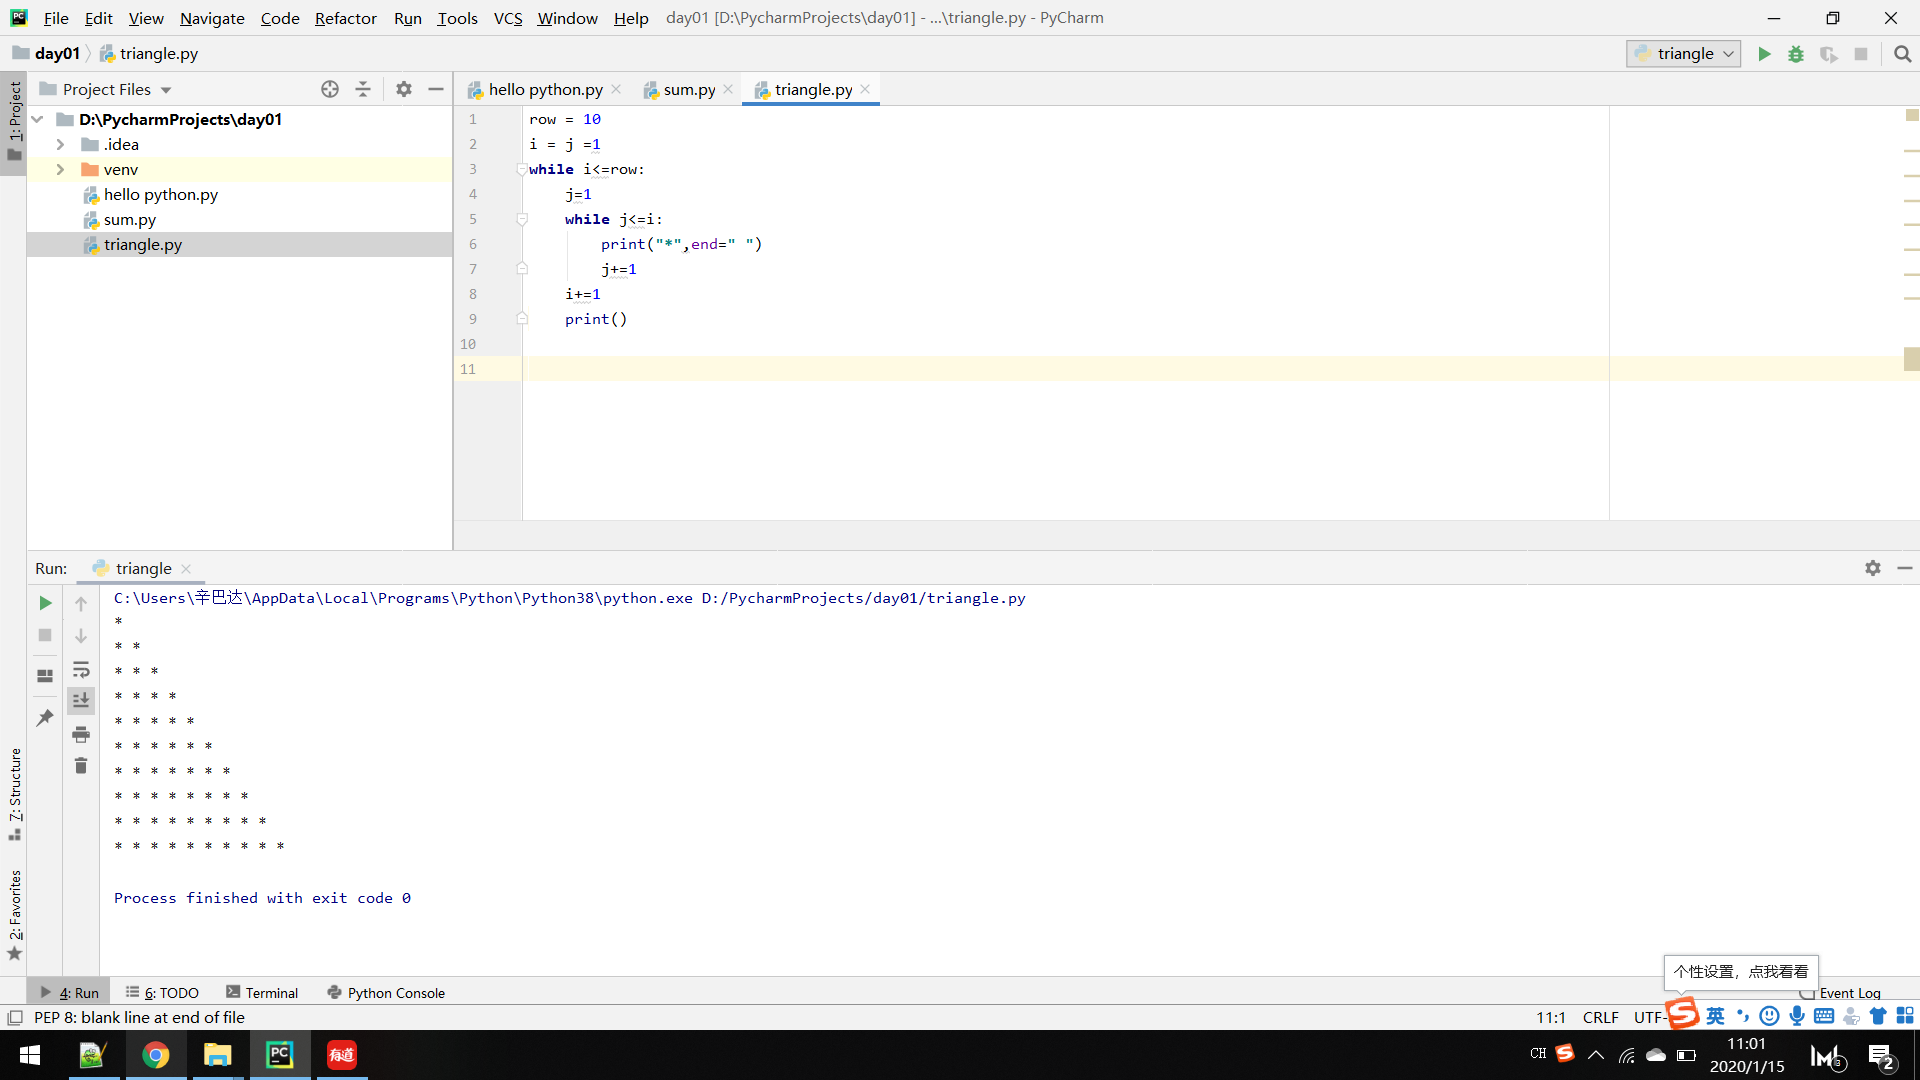 File Edit View Navigate Code Refactor Run Tools VCS Window Help day01 [D:\PycharmProjects\day01] - ...\triangle.py - PyCharm
day01 triangle.py
triangle
1: Project
Project Files
hello python.py sum.py triangle.py
D:\PycharmProjects\day01
.idea
venv
hello python.py
sum.py
triangle.py
1 row = 10
2 i = j =1
3 while i<=row:
4 j=1
5 while j<=i:
6 print("*",end=" ")
7 j+=1
8 i+=1
9 print()
10
11
Run: triangle
C:\Users\辛巴达\AppData\Local\Programs\Python\Python38\python.exe D:/PycharmProjects/day01/triangle.py
*
* *
* * *
* * * *
* * * * *
* * * * * *
* * * * * * *
* * * * * * * *
* * * * * * * * *
* * * * * * * * * *
Process finished with exit code 0
7: Structure
2: Favorites
个性设置，点我看看
4: Run 6: TODO Terminal Python Console Event Log
PEP 8: blank line at end of file
11:1 CRLF UTF-
英
PC
有道
CH
11:01
2020/1/15
2